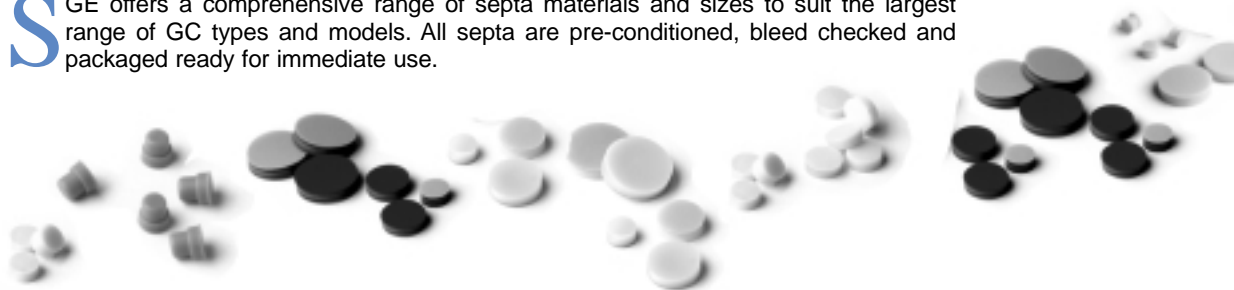 SGE offers a comprehensive range of septa materials and sizes to suit the largest
range of GC types and models. All septa are pre-conditioned, bleed checked and
packaged ready for immediate use.